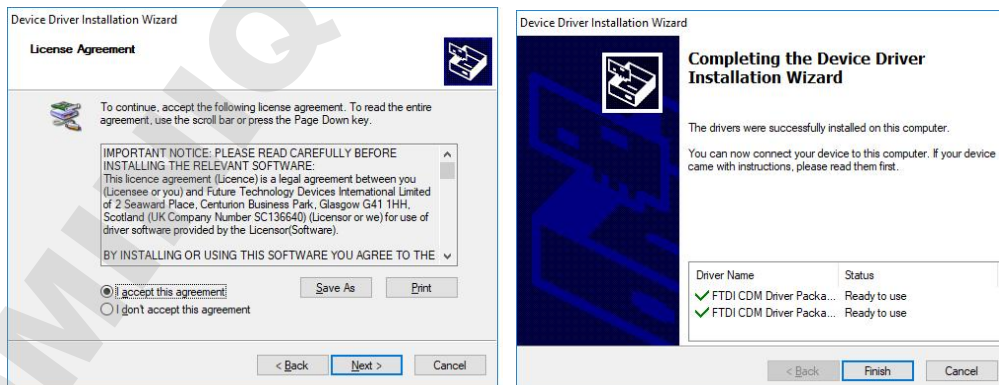 Device Driver Installation Wizard
License Agreement
To continue, accept the following license agreement. To read the entire
agreement, use the scroll bar or press the Page Down key.
IMPORTANT NOTICE: PLEASE READ CAREFULLY BEFORE
INSTALLING THE RELEVANT SOFTWARE:
This licence agreement (Licence) is a legal agreement between you
(Licensee or you) and Future Technology Devices International Limited
of 2 Seaward Place, Centurion Business Park, Glasgow G41 1HH,
Scotland (UK Company Number SC136640) (Licensor or we) for use of
driver software provided by the Licensor(Software).
BY INSTALLING OR USING THIS SOFTWARE YOU AGREE TO THE
I accept this agreement
Save As
Print
I don't accept this agreement
< Back
Next >
Cancel
Device Driver Installation Wizard
Completing the Device Driver
Installation Wizard
The drivers were successfully installed on this computer.
You can now connect your device to this computer. If your device
came with instructions, please read them first.
Driver Name Status
FTDI CDM Driver Packa... Ready to use
FTDI CDM Driver Packa... Ready to use
< Back
Finish
Cancel